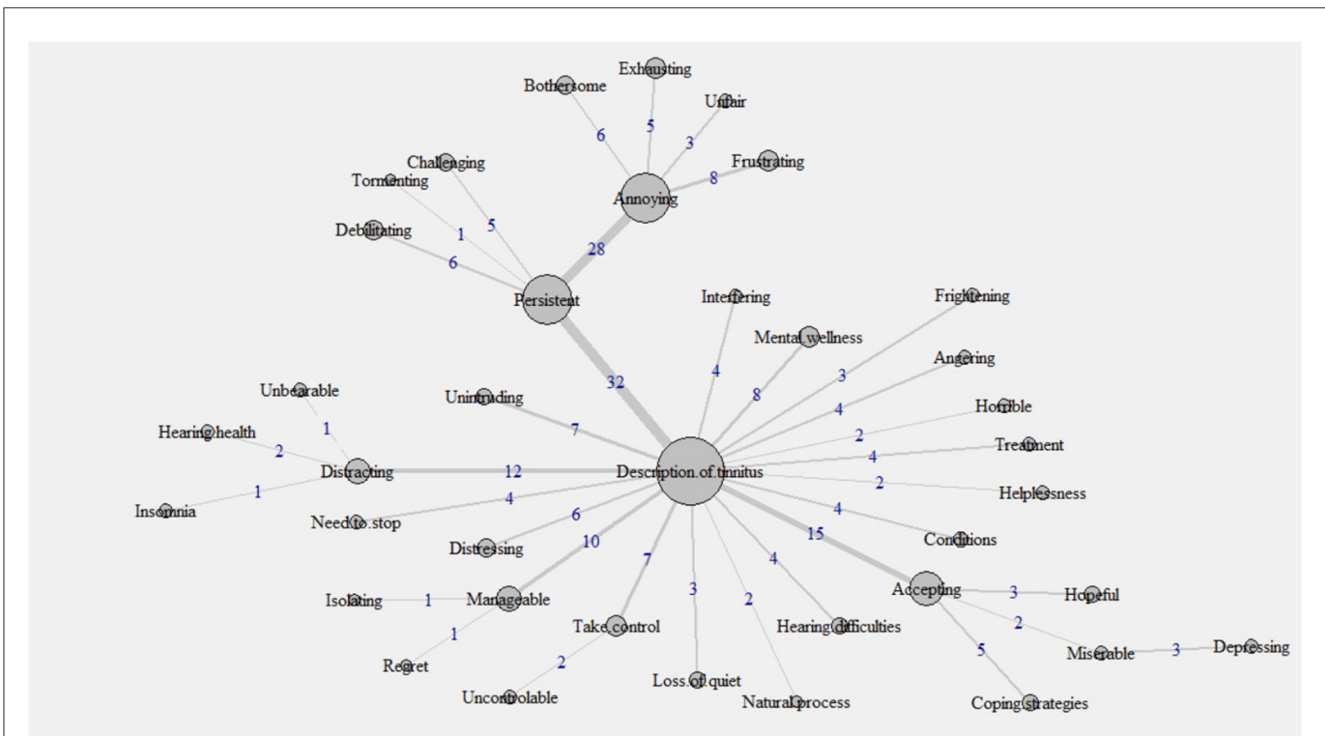 Exhausting
Bothersome
Unfair
6
5
3
Frustrating
Challenging
8
Tormenting
Annoying
Debilitating
5
1
28
6
Persistent
Interfering
Frightening
Mental.wellness
Angering
4
3
32
Unbearable
Unintruding
8
4
Horrible
Hearing.health
1
7
2
Treatment
2
Distracting
12
Description.of.tinnitus
4
1
4
2
Helplessness
Insomnia
Need.to.stop
6
4
Conditions
Distressing
10
15
7
4
Accepting
3
Hopeful
Isolating
1
Manageable
3
2
2
Take.control
Hearing.difficulties
1
5
Miserable
3
Depressing
Regret
2
Loss.of.quiet
Uncontrolable
Natural.process
Coping.strategies